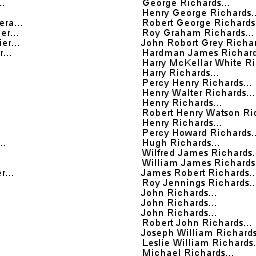 ... George Richards...
Henry George Richards...
era... Robert George Richards
er... Roy Graham Richards...
ier... John Robort Grey Richar
r... Hardman James Richard
Harry McKellar White Ri
Harry Richards...
Percy Henry Richards...
Henry Walter Richards...
Henry Richards...
Robert Henry Watson Ric
Henry Richards...
Percy Howard Richards...
... Hugh Richards...
Wilfred James Richards.
William James Richards
er... James Robert Richards..
Roy Jennings Richards...
John Richards...
John Richards...
John Richards...
Robert John Richards...
Joseph William Richards
Leslie William Richards.
Michael Richards...